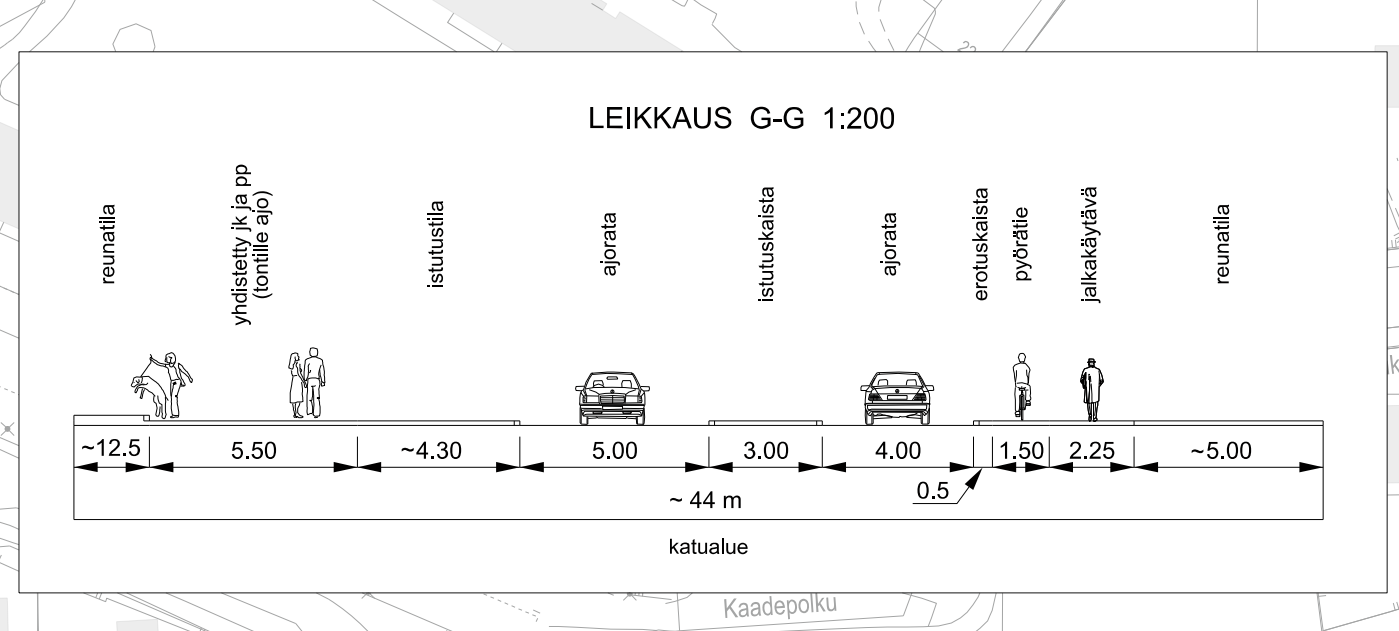 LEIKKAUS G-G 1:200
reunatila
yhdistetty jk ja pp
(tontille ajo)
istutustila
ajorata
istutuskaista
ajorata
erotuskaista
pyörätie
jalkakäytävä
reunatila
~12.5
5.50
~4.30
5.00
3.00
4.00
0.5
1.50
2.25
~5.00
~ 44 m
katualue
Kaadepolku